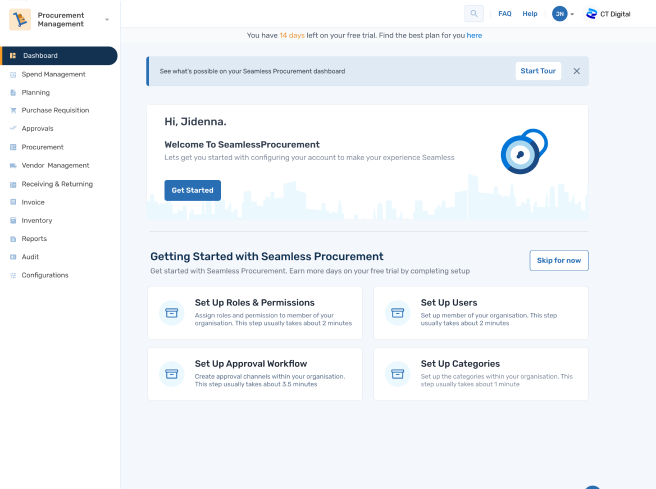 Procurement
Management
FAQ
Help
JN
CT Digital
You have 14 days left on your free trial. Find the best plan for you here
Dashboard
Spend Management
Planning
Purchase Requisition
Approvals
Procurement
Vendor Management
Receiving & Returning
Invoice
Inventory
Reports
Audit
Configurations
See what's possible on your Seamless Procurement dashboard
Start Tour
Hi, Jidenna.
Welcome To SeamlessProcurement
Lets get you started with configuring your account to make your experience Seamless
Get Started
Getting Started with Seamless Procurement
Get started with Seamless Procurement. Earn more days on your free trial by completing setup
Skip for now
Set Up Roles & Permissions
Assign roles and permission to member of your
organisation. This step usually takes about 2 minutes
Set Up Users
Set up member of your organisation. This step
usually takes about 2 minutes
Set Up Approval Workflow
Create approval channels within your organisation.
This step usually takes about 3.5 minutes
Set Up Categories
Set up the categories within your organisation. This
step usually takes about 1 minute